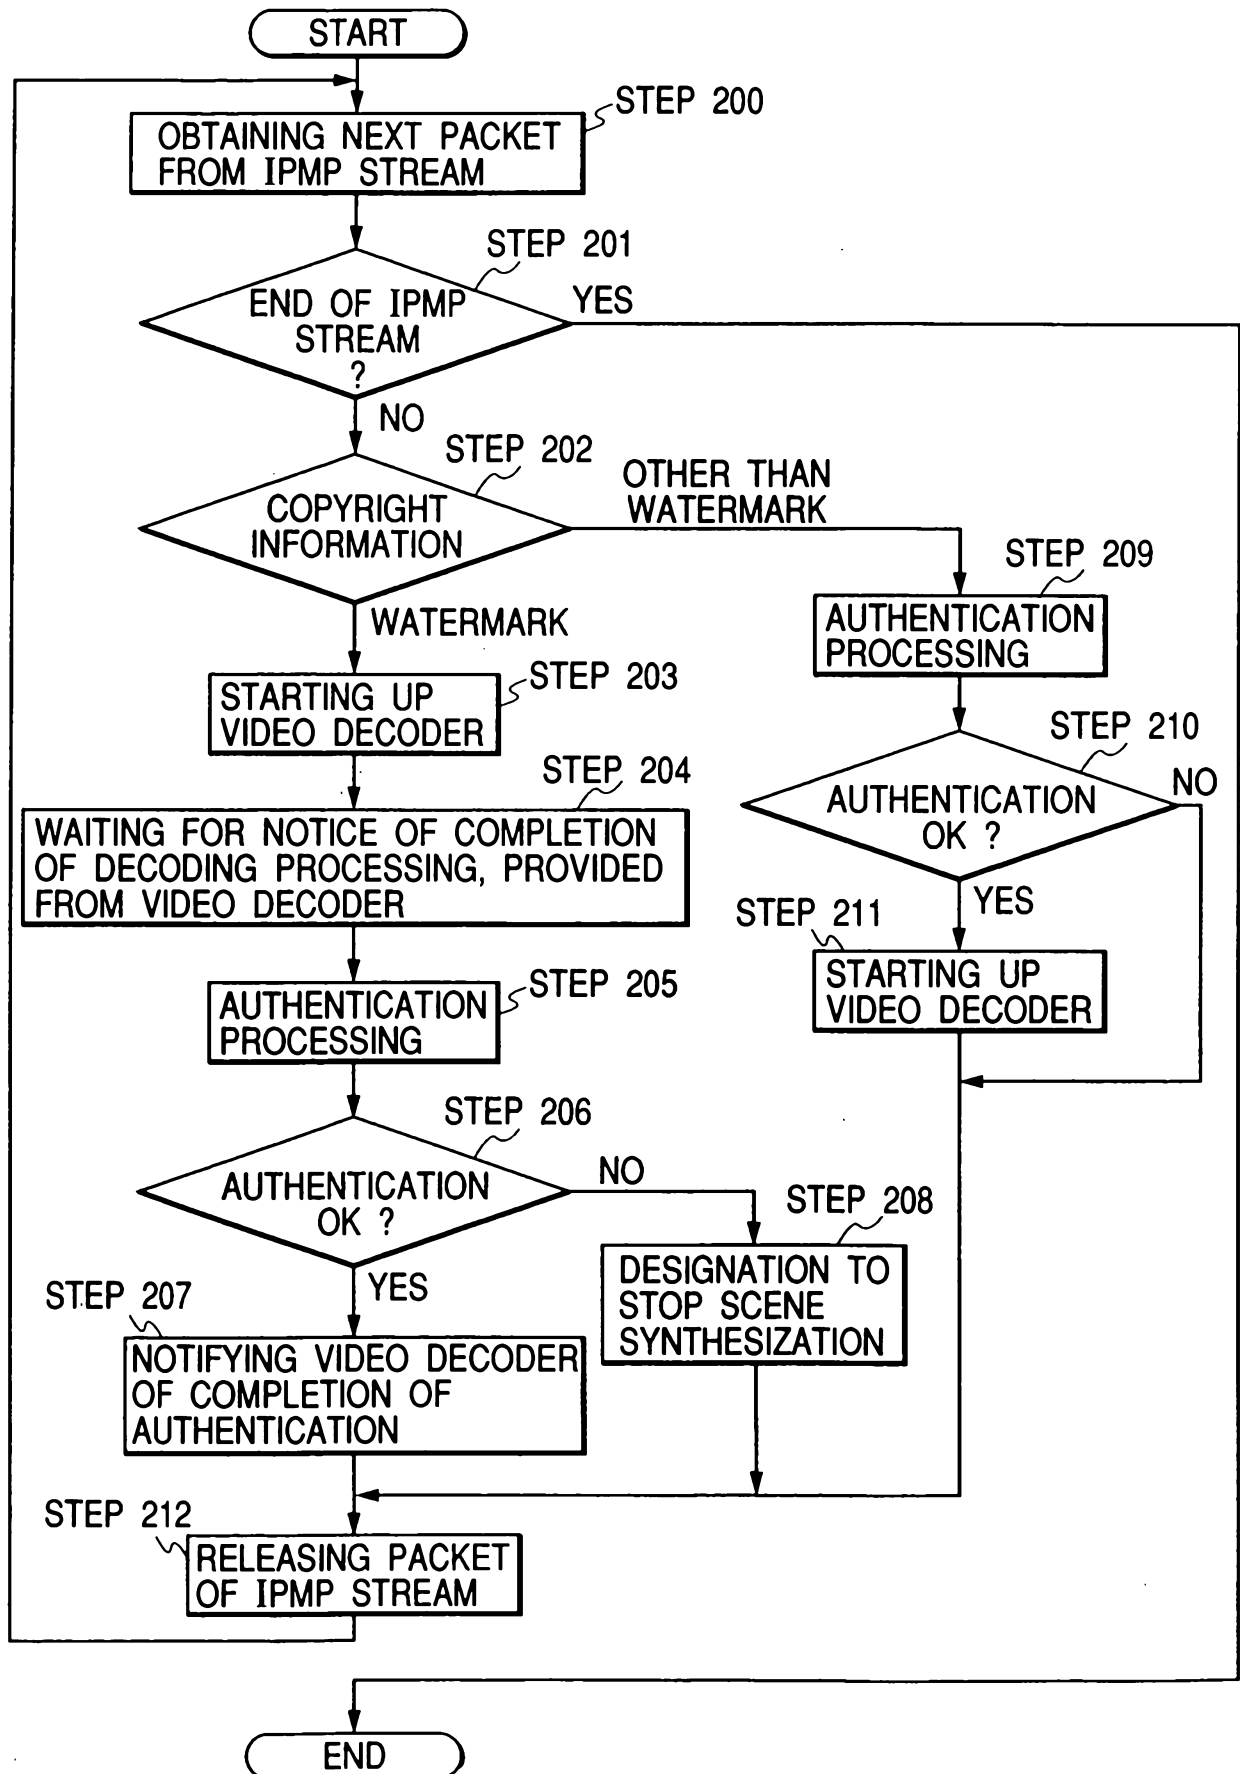 START
STEP 200
OBTAINING NEXT PACKET
FROM IPMP STREAM
STEP 201
END OF IPMP
STREAM
?
YES
NO
STEP 202
COPYRIGHT
INFORMATION
OTHER THAN
WATERMARK
WATERMARK
STEP 203
STARTING UP
VIDEO DECODER
STEP 204
WAITING FOR NOTICE OF COMPLETION
OF DECODING PROCESSING, PROVIDED
FROM VIDEO DECODER
STEP 205
AUTHENTICATION
PROCESSING
STEP 206
AUTHENTICATION
OK ?
NO
YES
STEP 207
NOTIFYING VIDEO DECODER
OF COMPLETION OF
AUTHENTICATION
STEP 208
DESIGNATION TO
STOP SCENE
SYNTHESIZATION
STEP 209
AUTHENTICATION
PROCESSING
STEP 210
AUTHENTICATION
OK ?
NO
YES
STEP 211
STARTING UP
VIDEO DECODER
STEP 212
RELEASING PACKET
OF IPMP STREAM
END